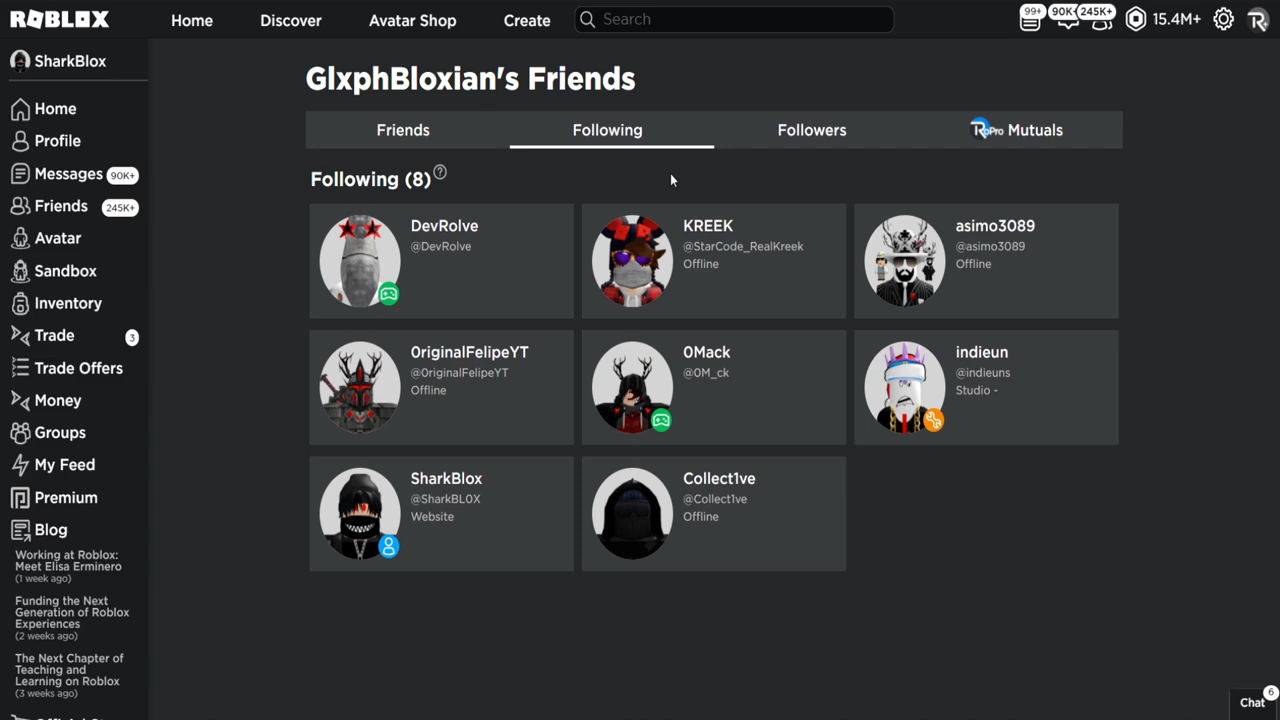 ROBLOX
Home
Discover
Avatar Shop
Create
Search
99+
90K+
245K+
15.4M+
SharkBlox
Home
Profile
Messages
90K+
Friends
245K+
Avatar
Sandbox
Inventory
Trade
3
Trade Offers
Money
Groups
My Feed
Premium
Blog
Working at Roblox:
Meet Elisa Erminero
(1 week ago)
Funding the Next
Generation of Roblox
Experiences
(2 weeks ago)
The Next Chapter of
Teaching and
Learning on Roblox
(3 weeks ago)
GlxphBloxian's Friends
Friends
Following
Followers
RoPro Mutuals
Following (8)
DevRolve
@DevRolve
KREEK
@StarCode_RealKreek
Offline
asimo3089
@asimo3089
Offline
0riginalFelipeYT
@0riginalFelipeYT
Offline
0Mack
@0M_ck
indieun
@indieuns
Studio -
SharkBlox
@SharkBL0X
Website
Collect1ve
@Collect1ve
Offline
Chat
6